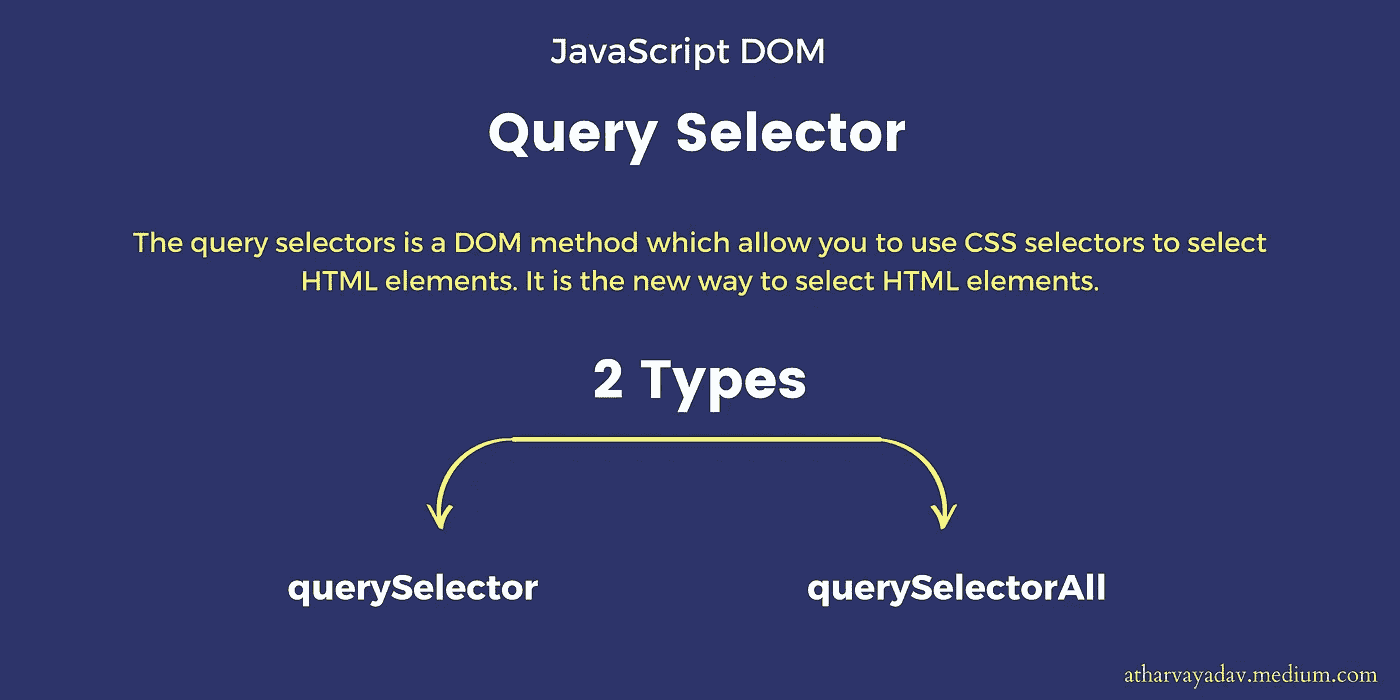 JavaScript DOM
Query Selector
The query selectors is a DOM method which allow you to use CSS selectors to select
HTML elements. It is the new way to select HTML elements.
2 Types
querySelector
querySelectorAll
atharvayadav.medium.com